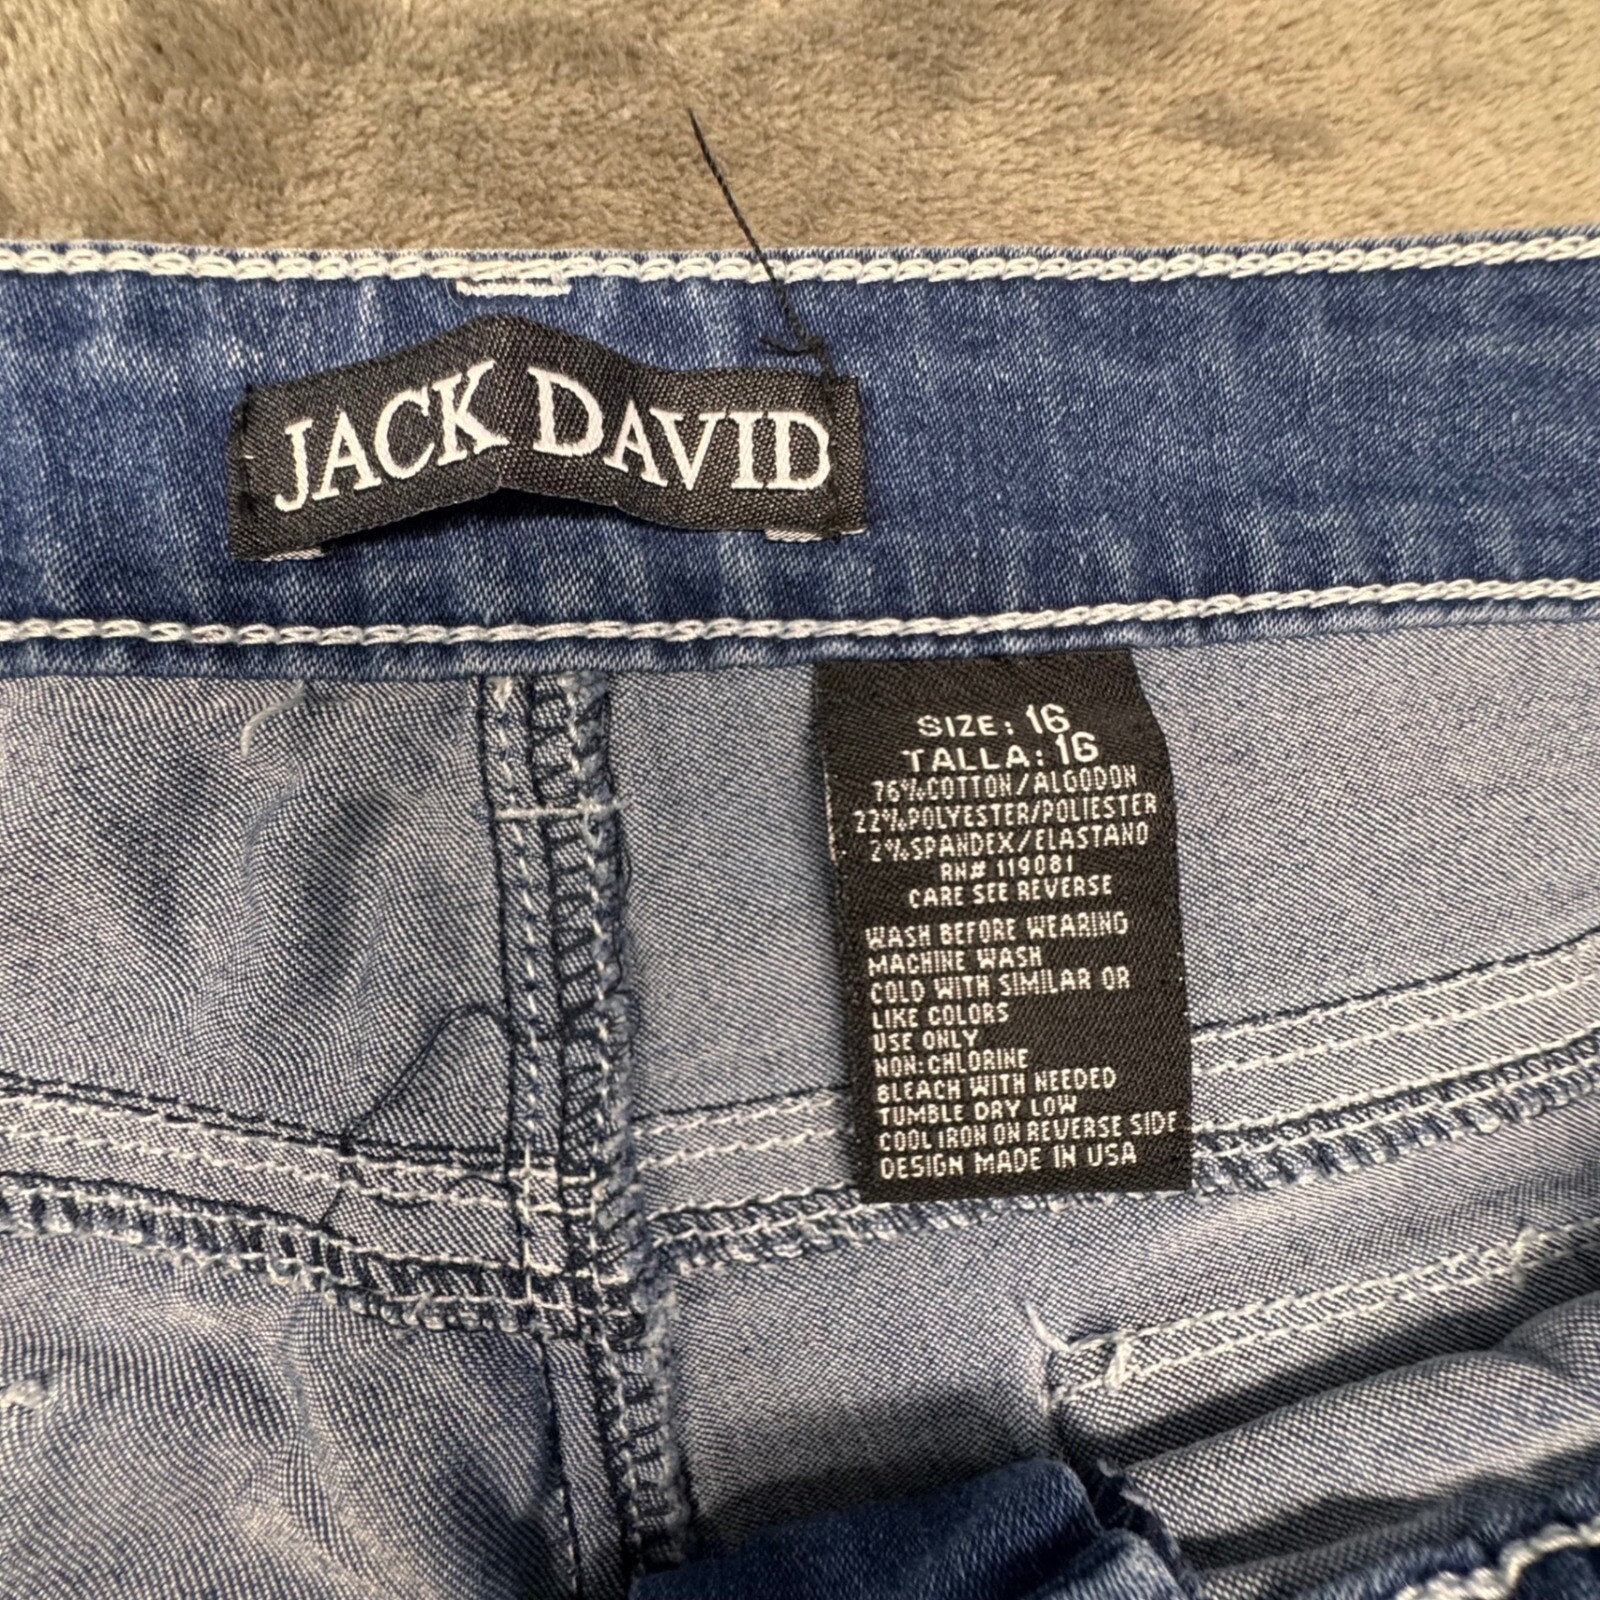 JACK DAVID
SIZE: 16
TALLA: 16
76% COTTON/ALGODON
22% POLYESTER/POLIESTER
2% SPANDEX/ELASTANO
RN# 119081
CARE SEE REVERSE
WASH BEFORE WEARING
MACHINE WASH
COLD WITH SIMILAR OR
LIKE COLORS
USE ONLY
NON-CHLORINE
BLEACH WITH NEEDED
TUMBLE DRY LOW
COOL IRON ON REVERSE SIDE
DESIGN MADE IN USA